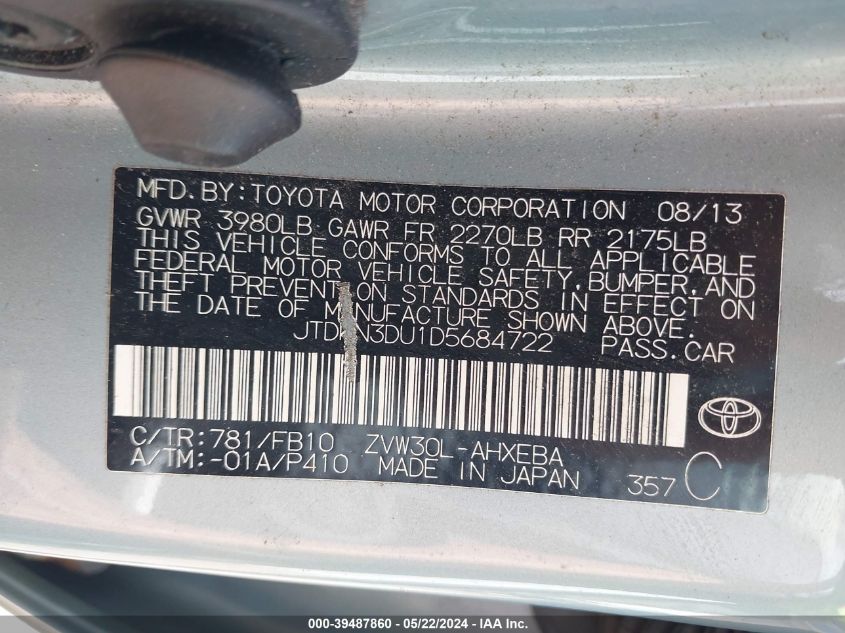 MFD. BY: TOYOTA MOTOR CORPORATION 08/13
GVWR 3980LB GAWR FR 2270LB RR 2175LB
THIS VEHICLE CONFORMS TO ALL APPLICABLE
FEDERAL MOTOR VEHICLE SAFETY, BUMPER, AND
THEFT PREVENTION STANDARDS IN EFFECT ON
THE DATE OF MANUFACTURE SHOWN ABOVE.
PASS. CAR
C/TR: 781/FB10 ZVW30L-AHXEBA
A/TM: -01A/P410 MADE IN JAPAN
357 C
000-39487860 - 05/22/2024 - IAA Inc.